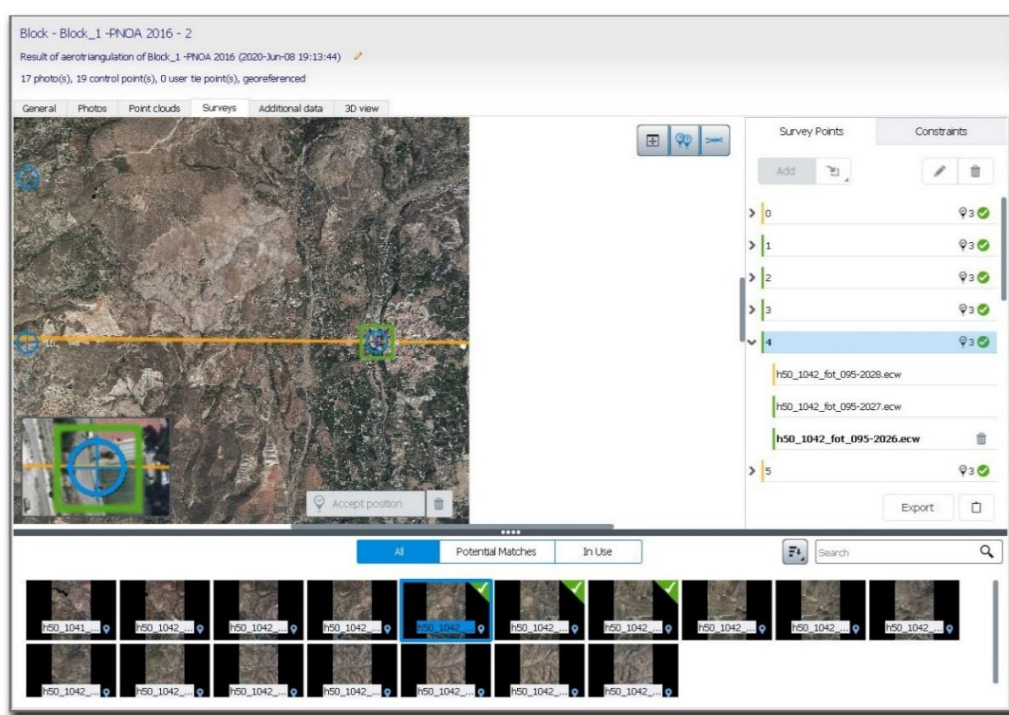 Block - Block_1 -PNOA 2016 - 2
Result of aerotriangulation of Block_1 -PNOA 2016 (2020-Jun-08 19:13:44)
17 photo(s), 19 control point(s), 0 user tie point(s), georeferenced
General Photos Point clouds Surveys Additional data 3D view
Survey Points Constraints
Add
0 3
1 3
2 3
3 3
4 3
h50_1042_fot_095-2028.ecw
h50_1042_fot_095-2027.ecw
h50_1042_fot_095-2026.ecw
5 3
16
Accept position
Export
All Potential Matches In Use
Search
h50_1041_... h50_1042_... h50_1042_... h50_1042_... h50_1042_... h50_1042_... h50_1042_... h50_1042_... h50_1042_... h50_1042_...
h50_1042_... h50_1042_... h50_1042_... h50_1042_... h50_1042_... h50_1042_... h50_1042_...